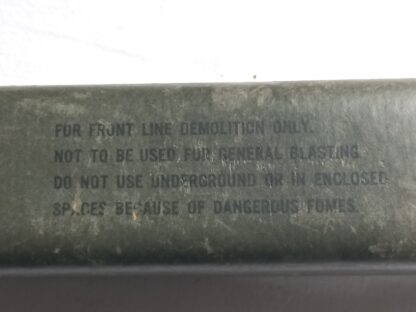 FOR FRONT LINE DEMOLITION ONLY.
NOT TO BE USED FOR GENERAL BLASTING.
DO NOT USE UNDERGROUND OR IN ENCLOSED
SPACES BECAUSE OF DANGEROUS FUMES.